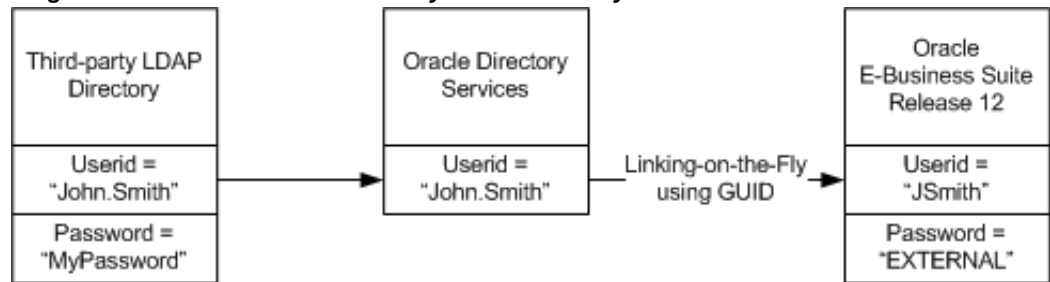 Third-party LDAP
Directory
Userid =
“John.Smith”
Password =
“MyPassword”
Oracle Directory
Services
Userid =
“John.Smith”
Linking-on-the-Fly
using GUID
Oracle
E-Business Suite
Release 12
Userid =
“JSmith”
Password =
“EXTERNAL”